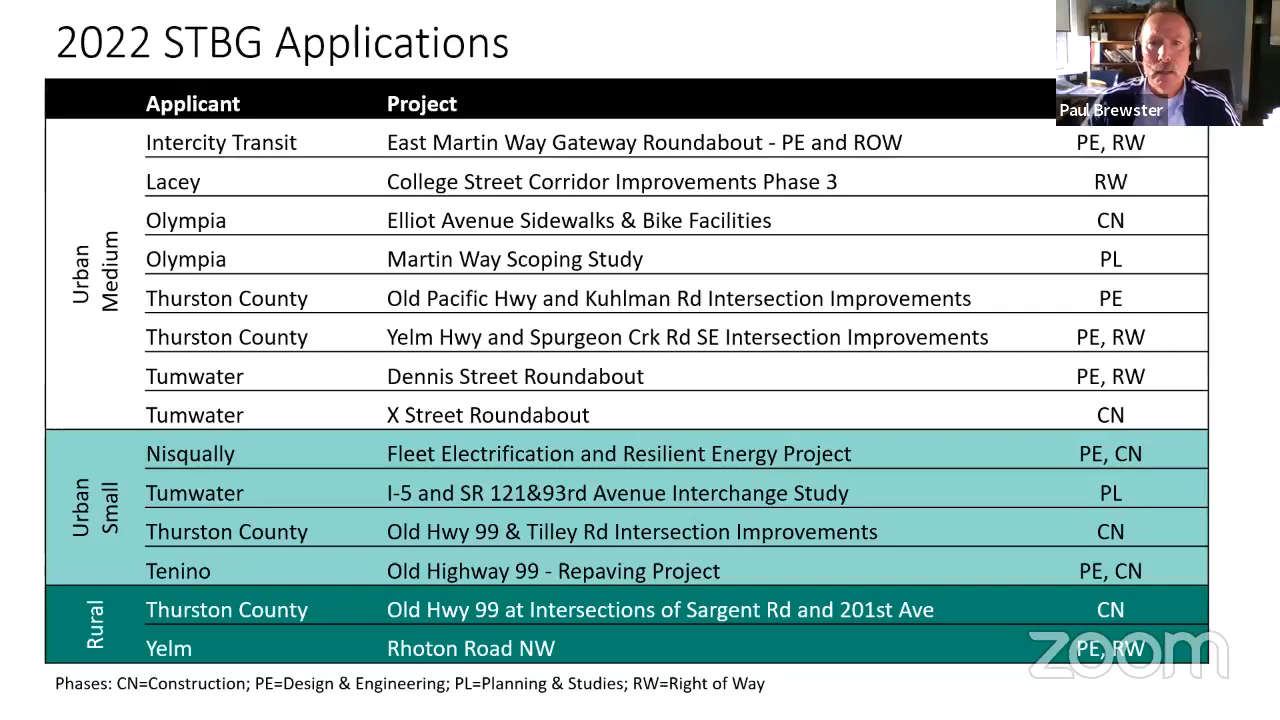 2022 STBG Applications
Paul Brewster
Applicant Project
Urban Medium
Intercity Transit East Martin Way Gateway Roundabout - PE and ROW PE, RW
Lacey College Street Corridor Improvements Phase 3 RW
Olympia Elliot Avenue Sidewalks & Bike Facilities CN
Olympia Martin Way Scoping Study PL
Thurston County Old Pacific Hwy and Kuhlman Rd Intersection Improvements PE
Thurston County Yelm Hwy and Spurgeon Crk Rd SE Intersection Improvements PE, RW
Tumwater Dennis Street Roundabout PE, RW
Tumwater X Street Roundabout CN
Urban Small
Nisqually Fleet Electrification and Resilient Energy Project PE, CN
Tumwater I-5 and SR 121&93rd Avenue Interchange Study PL
Thurston County Old Hwy 99 & Tilley Rd Intersection Improvements CN
Tenino Old Highway 99 - Repaving Project PE, CN
Rural
Thurston County Old Hwy 99 at Intersections of Sargent Rd and 201st Ave CN
Yelm Rhoton Road NW PE, RW
zoom
Phases: CN=Construction; PE=Design & Engineering; PL=Planning & Studies; RW=Right of Way